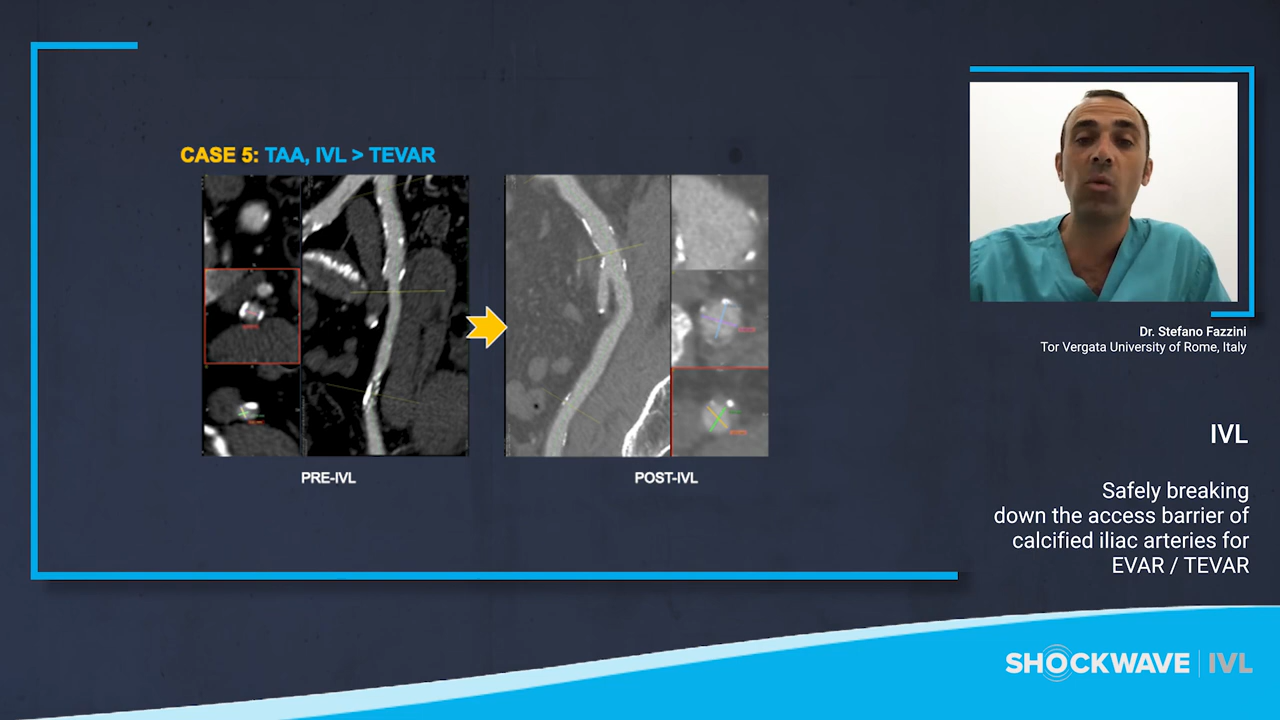 CASE 5: TAA, IVL > TEVAR
PRE-IVL
POST-IVL
Dr. Stefano Fazzini
Tor Vergata University of Rome, Italy
IVL
Safely breaking
down the access barrier of
calcified iliac arteries for
EVAR / TEVAR
SHOCKWAVE | IVL